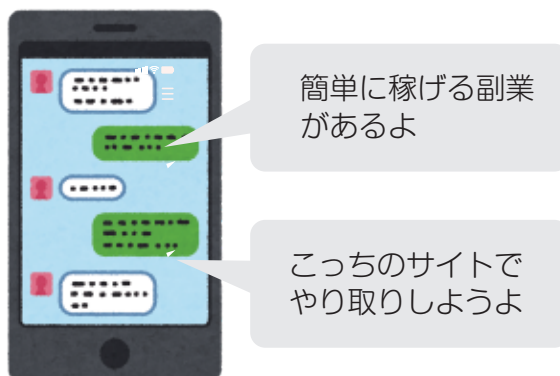 簡単に稼げる副業
があるよ
こっちのサイトで
やり取りしようよ